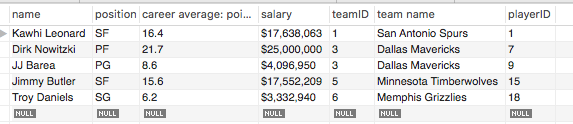 name position career average: poi... salary teamID team name playerID
Kawhi Leonard SF 16.4 $17,638,063 1 San Antonio Spurs 1
Dirk Nowitzki PF 21.7 $25,000,000 3 Dallas Mavericks 7
JJ Barea PG 8.6 $4,096,950 3 Dallas Mavericks 9
Jimmy Butler SF 15.6 $17,552,209 5 Minnesota Timberwolves 15
Troy Daniels SG 6.2 $3,332,940 6 Memphis Grizzlies 18
NULL NULL NULL NULL NULL NULL NULL